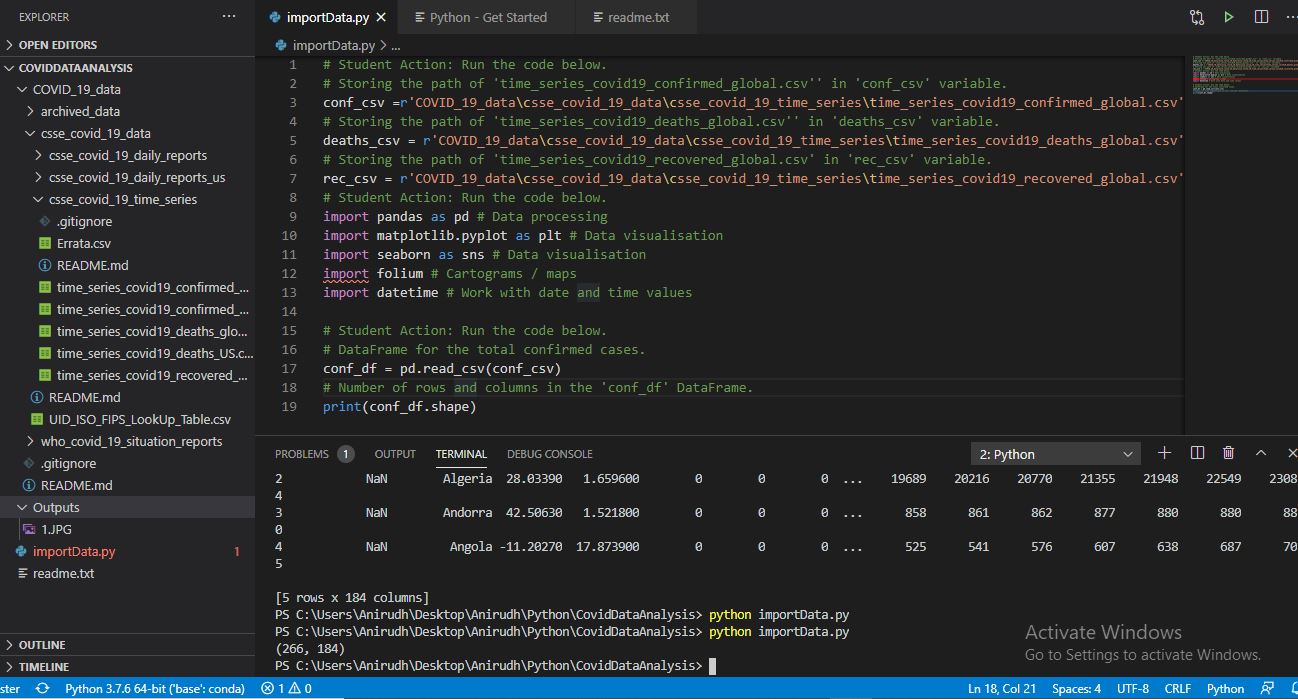 EXPLORER
OPEN EDITORS
COVIDDATAANALYSIS
COVID_19_data
archived_data
csse_covid_19_data
csse_covid_19_daily_reports
csse_covid_19_daily_reports_us
csse_covid_19_time_series
.gitignore
Errata.csv
README.md
time_series_covid19_confirmed_...
time_series_covid19_confirmed_...
time_series_covid19_deaths_glo...
time_series_covid19_deaths_US.c...
time_series_covid19_recovered_...
README.md
UID_ISO_FIPS_LookUp_Table.csv
who_covid_19_situation_reports
.gitignore
README.md
Outputs
1.JPG
importData.py 1
readme.txt
OUTLINE
TIMELINE
importData.py Python - Get Started readme.txt
importData.py > ...
1 # Student Action: Run the code below.
2 # Storing the path of 'time_series_covid19_confirmed_global.csv'' in 'conf_csv' variable.
3 conf_csv =r'COVID_19_data\csse_covid_19_data\csse_covid_19_time_series\time_series_covid19_confirmed_global.csv'
4 # Storing the path of 'time_series_covid19_deaths_global.csv'' in 'deaths_csv' variable.
5 deaths_csv = r'COVID_19_data\csse_covid_19_data\csse_covid_19_time_series\time_series_covid19_deaths_global.csv'
6 # Storing the path of 'time_series_covid19_recovered_global.csv' in 'rec_csv' variable.
7 rec_csv = r'COVID_19_data\csse_covid_19_data\csse_covid_19_time_series\time_series_covid19_recovered_global.csv'
8 # Student Action: Run the code below.
9 import pandas as pd # Data processing
10 import matplotlib.pyplot as plt # Data visualisation
11 import seaborn as sns # Data visualisation
12 import folium # Cartograms / maps
13 import datetime # Work with date and time values
14
15 # Student Action: Run the code below.
16 # DataFrame for the total confirmed cases.
17 conf_df = pd.read_csv(conf_csv)
18 # Number of rows and columns in the 'conf_df' DataFrame.
19 print(conf_df.shape)
PROBLEMS 1 OUTPUT TERMINAL DEBUG CONSOLE 2: Python
2 NaN Algeria 28.03390 1.659600 0 0 0 ... 19689 20216 20770 21355 21948 22549 2308
4
3 NaN Andorra 42.50630 1.521800 0 0 0 ... 858 861 862 877 880 880 88
0
4 NaN Angola -11.20270 17.873900 0 0 0 ... 525 541 576 607 638 687 70
5
[5 rows x 184 columns]
PS C:\Users\Anirudh\Desktop\Anirudh\Python\CovidDataAnalysis> python importData.py
PS C:\Users\Anirudh\Desktop\Anirudh\Python\CovidDataAnalysis> python importData.py
(266, 184)
PS C:\Users\Anirudh\Desktop\Anirudh\Python\CovidDataAnalysis>
Activate Windows
Go to Settings to activate Windows.
ster Python 3.7.6 64-bit ('base': conda) 1 0 Ln 18, Col 21 Spaces: 4 UTF-8 CRLF Python